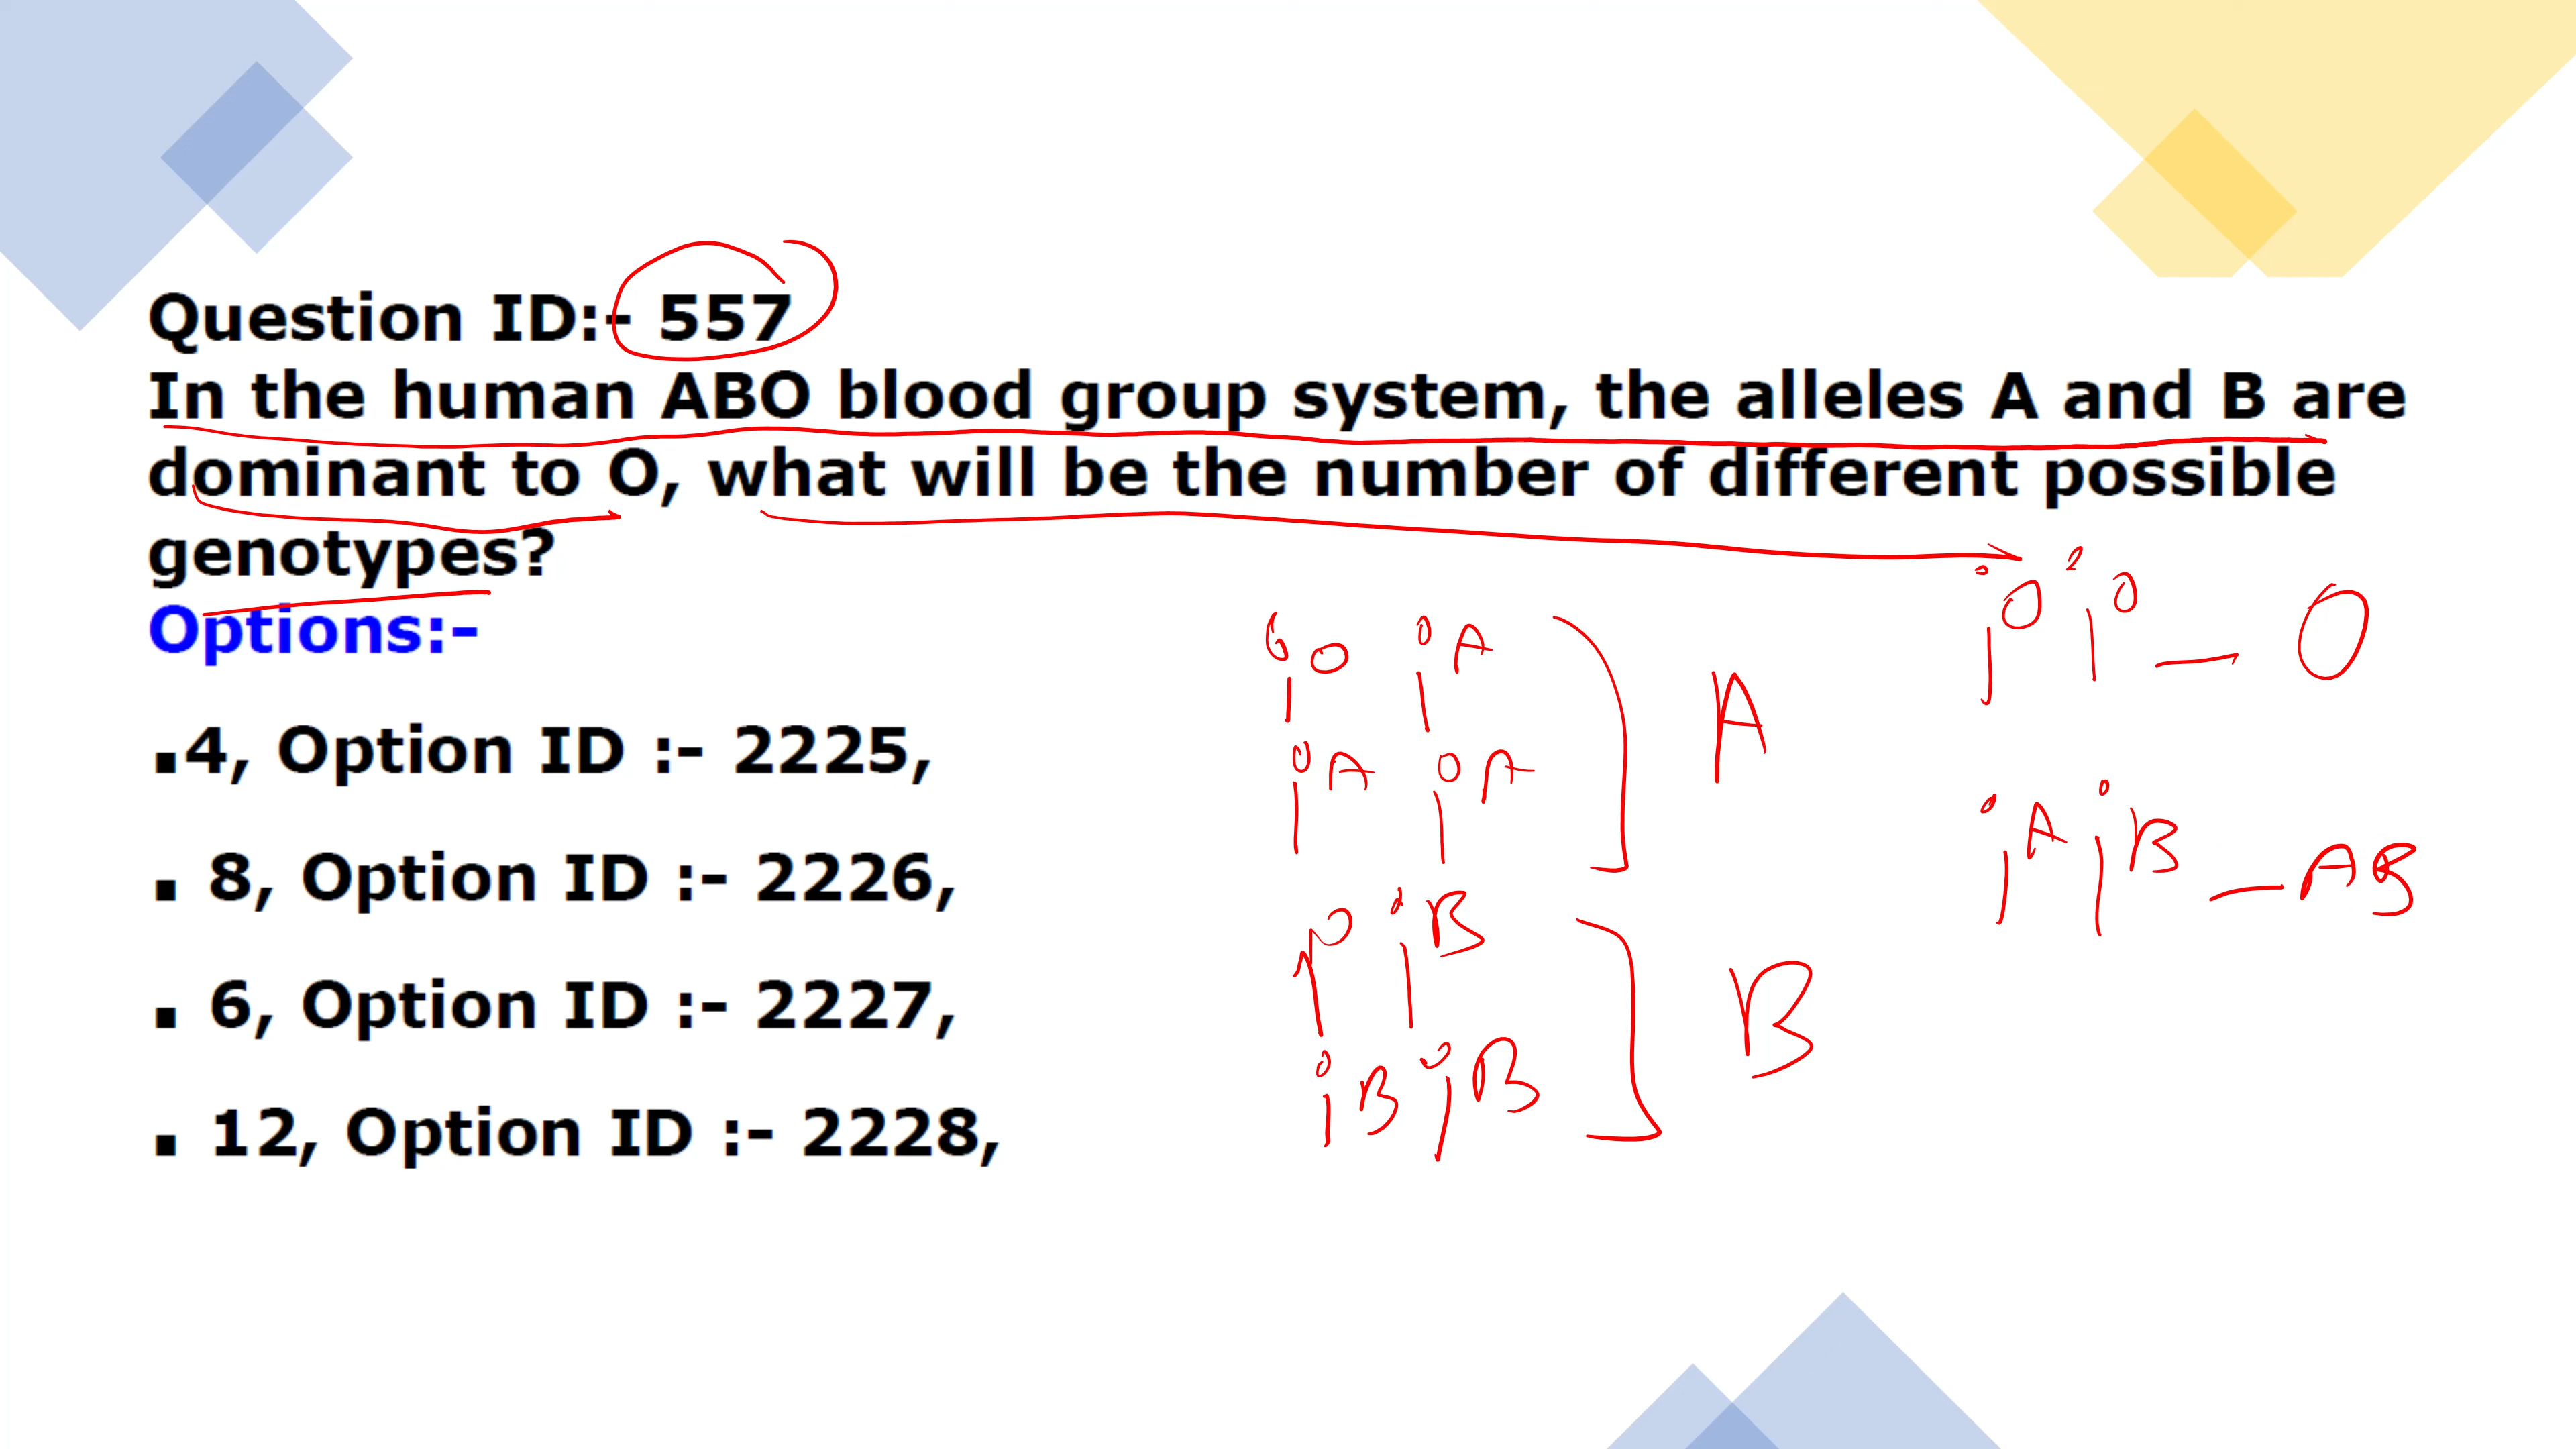 Question ID:- 557
In the human ABO blood group system, the alleles A and B are
dominant to O, what will be the number of different possible
genotypes?
Options:-
▪4, Option ID :- 2225,
▪ 8, Option ID :- 2226,
▪ 6, Option ID :- 2227,
▪ 12, Option ID :- 2228,
i^O i^A
i^A i^A
A
i^O i^B
i^B i^B
B
i^O i^O — O
i^A i^B — AB